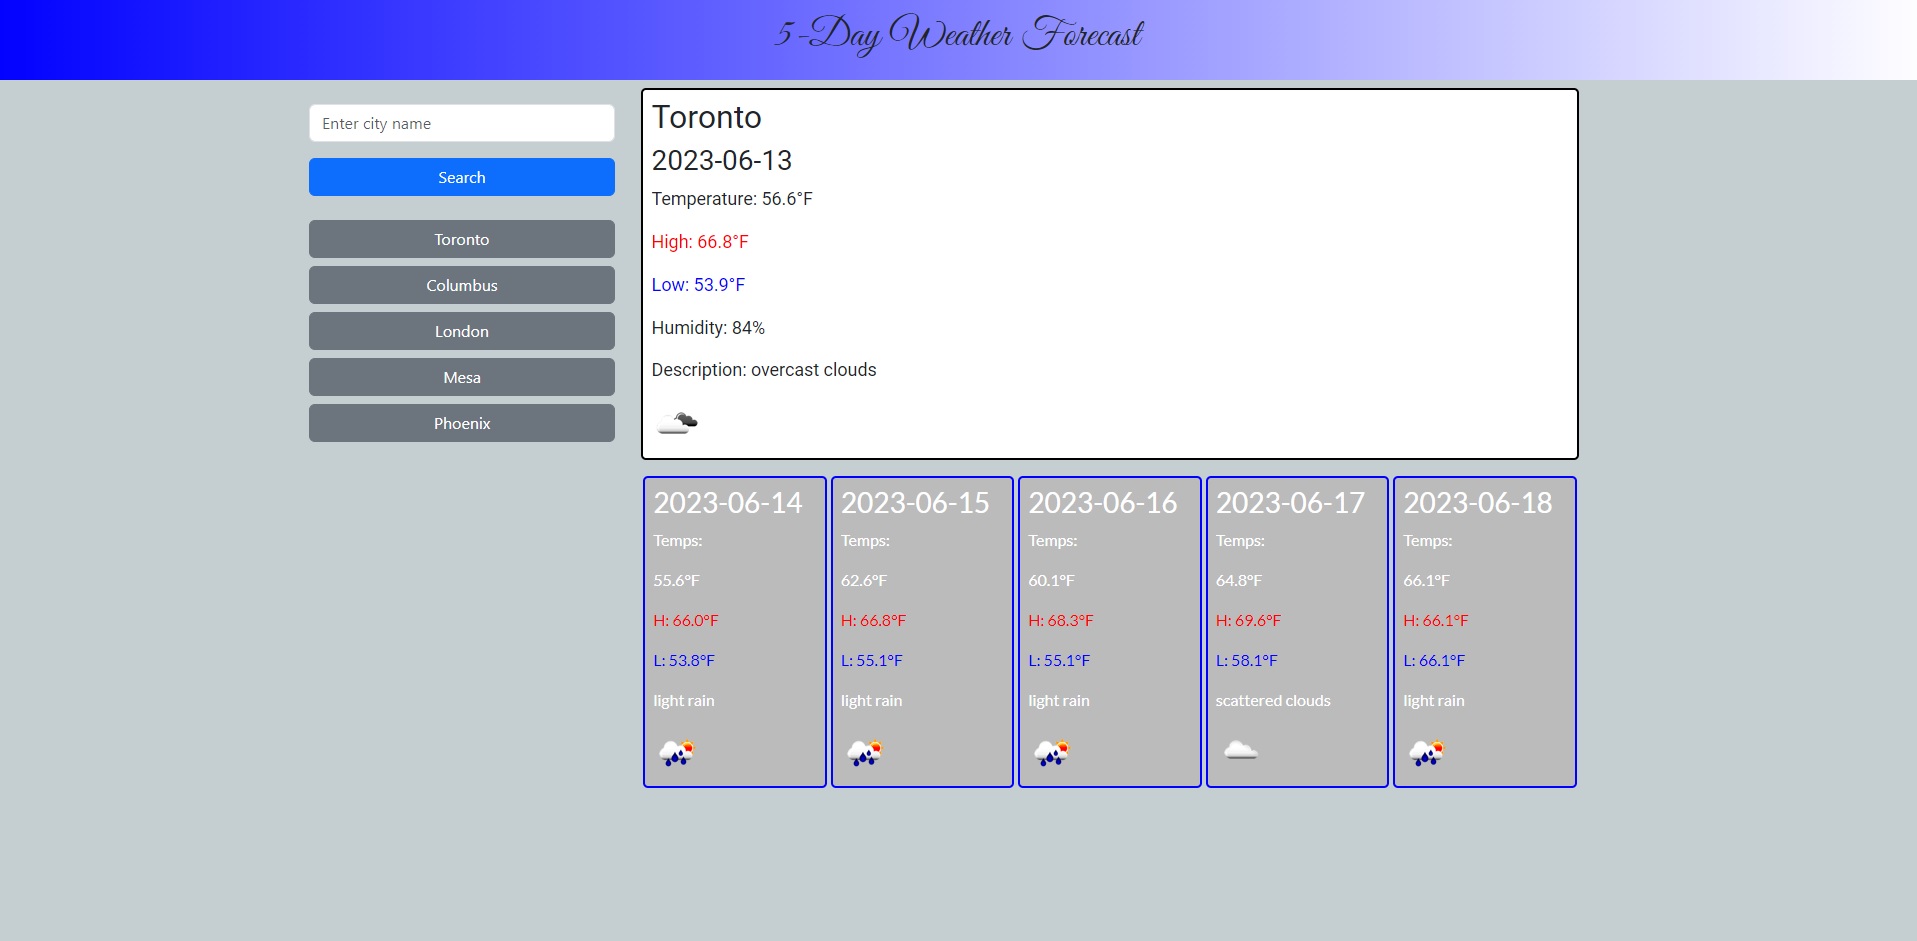 5-Day Weather Forecast
Enter city name
Search
Toronto
Columbus
London
Mesa
Phoenix
Toronto
2023-06-13
Temperature: 56.6°F
High: 66.8°F
Low: 53.9°F
Humidity: 84%
Description: overcast clouds
2023-06-14
Temps:
55.6°F
H: 66.0°F
L: 53.8°F
light rain
2023-06-15
Temps:
62.6°F
H: 66.8°F
L: 55.1°F
light rain
2023-06-16
Temps:
60.1°F
H: 68.3°F
L: 55.1°F
light rain
2023-06-17
Temps:
64.8°F
H: 69.6°F
L: 58.1°F
scattered clouds
2023-06-18
Temps:
66.1°F
H: 66.1°F
L: 66.1°F
light rain